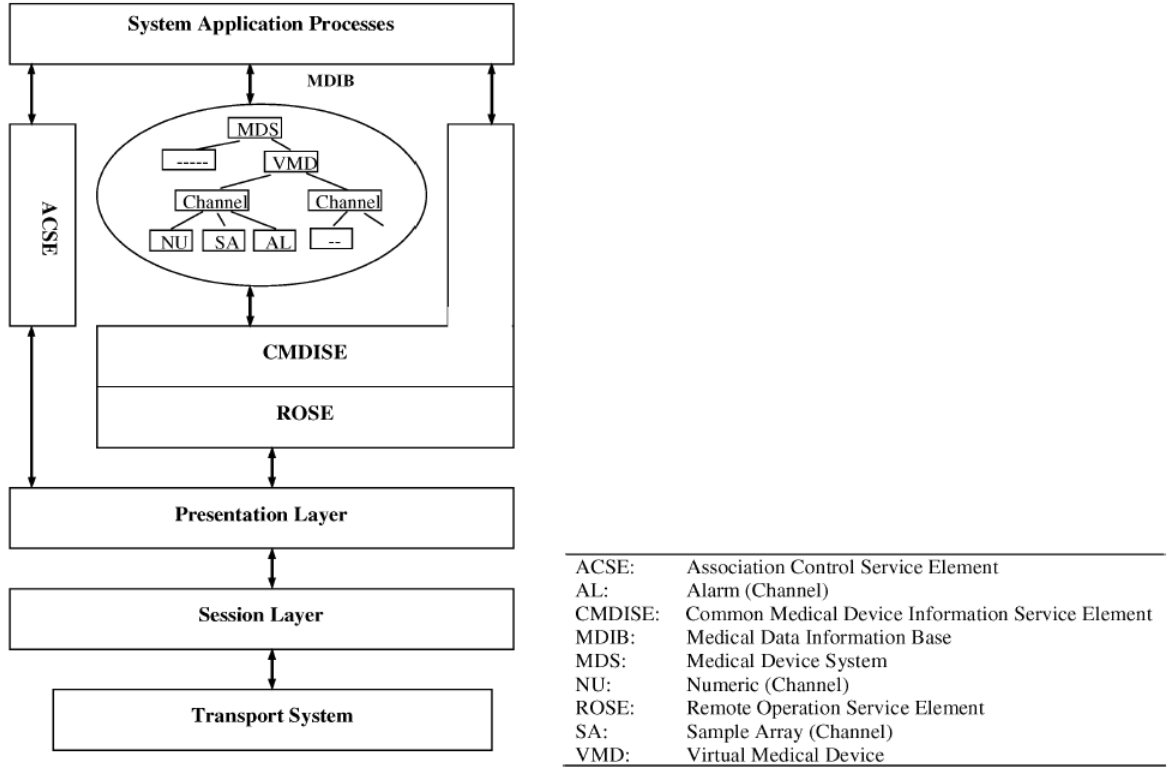 System Application Processes
MDIB
MDS
-----
VMD
Channel
Channel
NU
SA
AL
--
ACSE
CMDISE
ROSE
Presentation Layer
Session Layer
Transport System
ACSE: Association Control Service Element
AL: Alarm (Channel)
CMDISE: Common Medical Device Information Service Element
MDIB: Medical Data Information Base
MDS: Medical Device System
NU: Numeric (Channel)
ROSE: Remote Operation Service Element
SA: Sample Array (Channel)
VMD: Virtual Medical Device